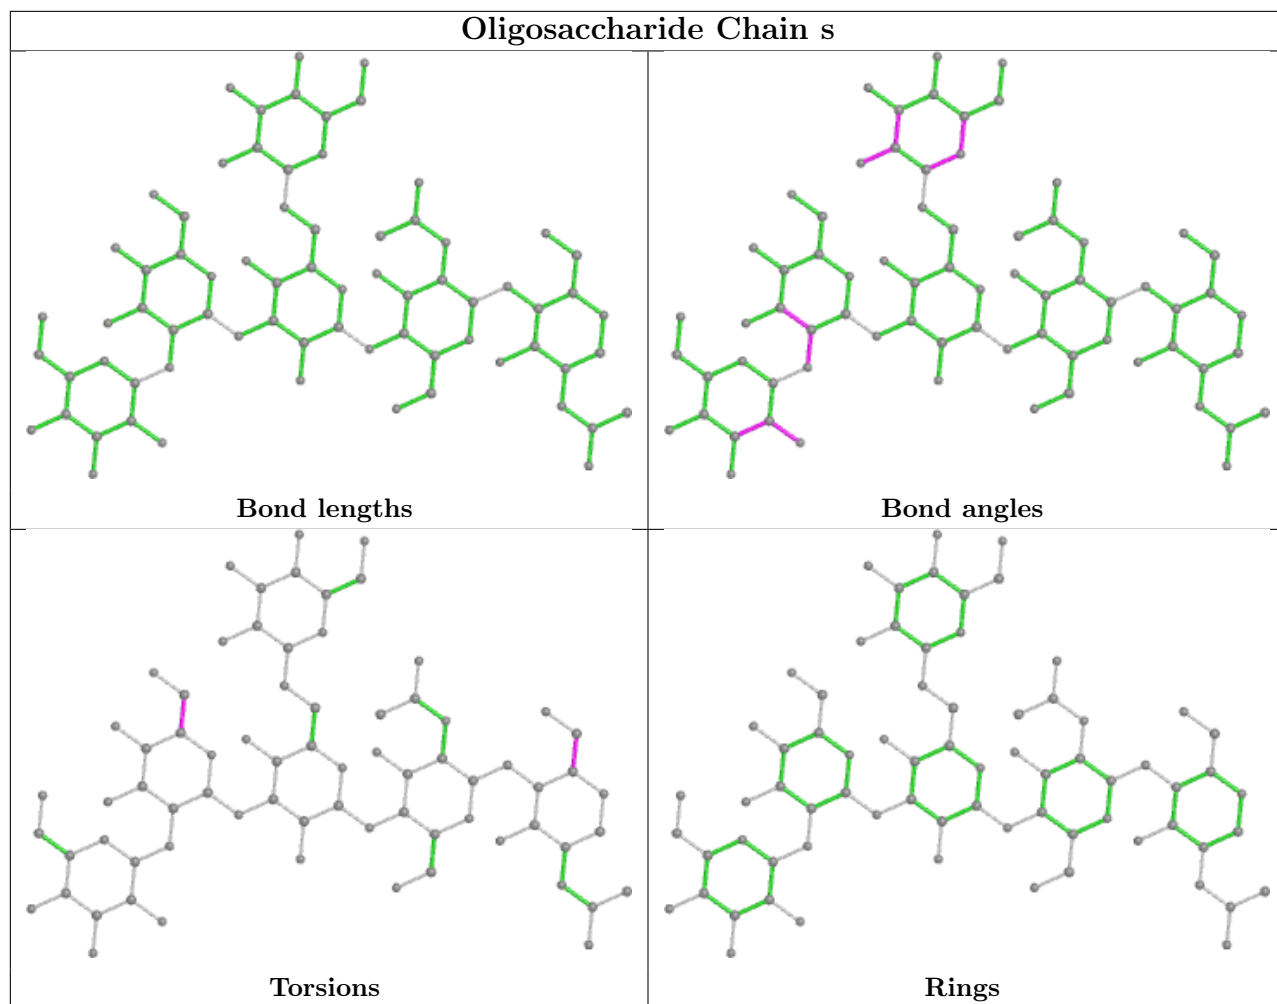 Oligosaccharide Chain s
Bond lengths
Bond angles
Torsions
Rings